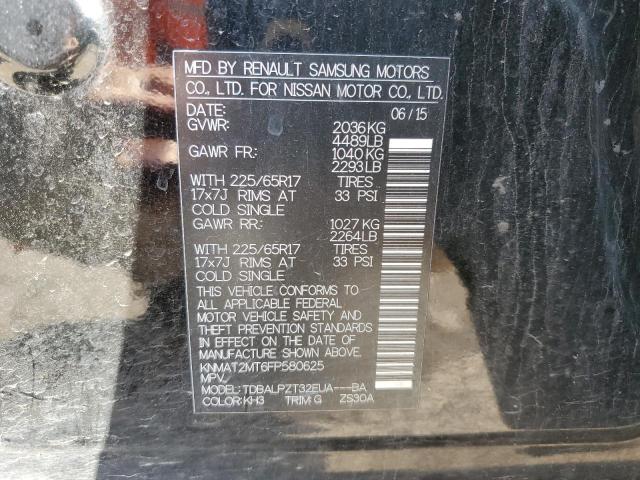 MFD BY RENAULT SAMSUNG MOTORS
CO., LTD. FOR NISSAN MOTOR CO., LTD.
DATE: 06/15
GVWR: 2036KG
4489LB
GAWR FR: 1040KG
2293LB
WITH 225/65R17 TIRES
17x7J RIMS AT 33 PSI
COLD SINGLE
GAWR RR: 1027KG
2264LB
WITH 225/65R17 TIRES
17x7J RIMS AT 33 PSI
COLD SINGLE
THIS VEHICLE CONFORMS TO
ALL APPLICABLE FEDERAL
MOTOR VEHICLE SAFETY AND
THEFT PREVENTION STANDARDS
IN EFFECT ON THE DATE OF
MANUFACTURE SHOWN ABOVE.
KNMAT2MT6FP580625
MPV
MODEL: TDBALPZT32EUA---BA
COLOR: KH3 TRIM: G ZS30A